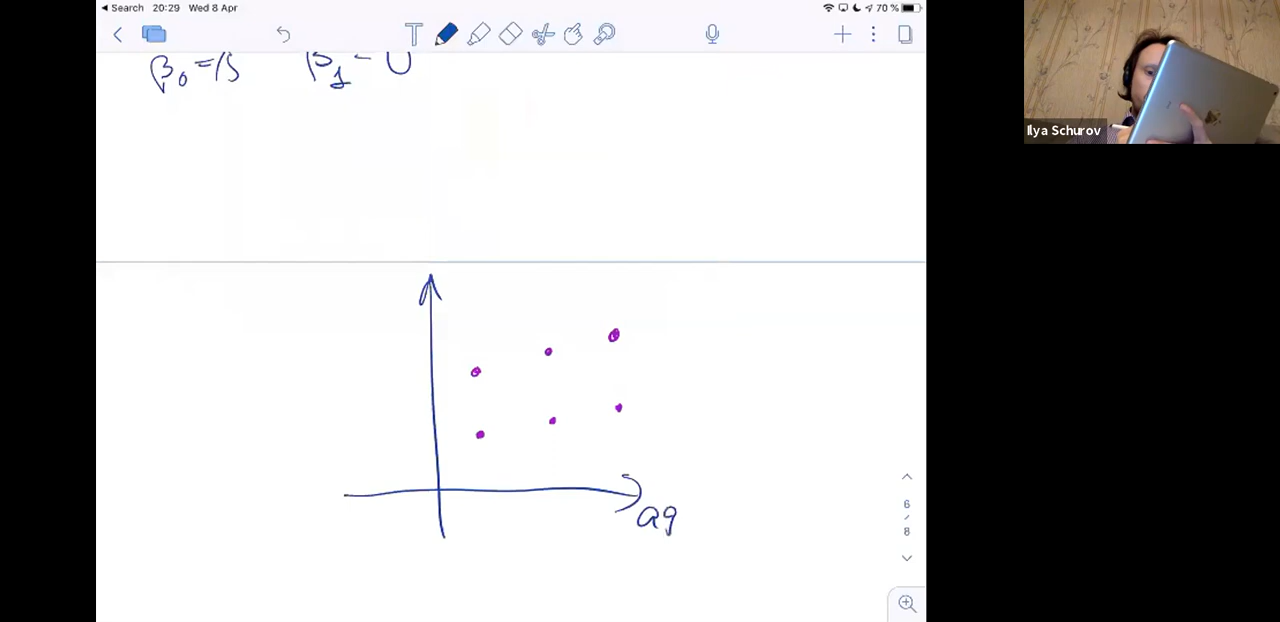 Search 20:29 Wed 8 Apr 70 %
T
β₀ = 15 β₁ = 0
Ilya Schurov
ag
6
/
8